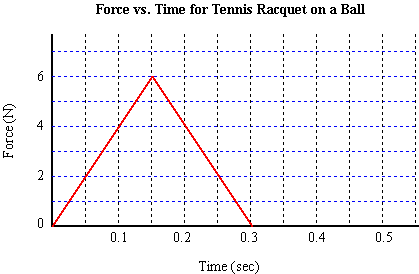 Force vs. Time for Tennis Racquet on a Ball
Force (N)
6
4
2
0
0.1 0.2 0.3 0.4 0.5
Time (sec)